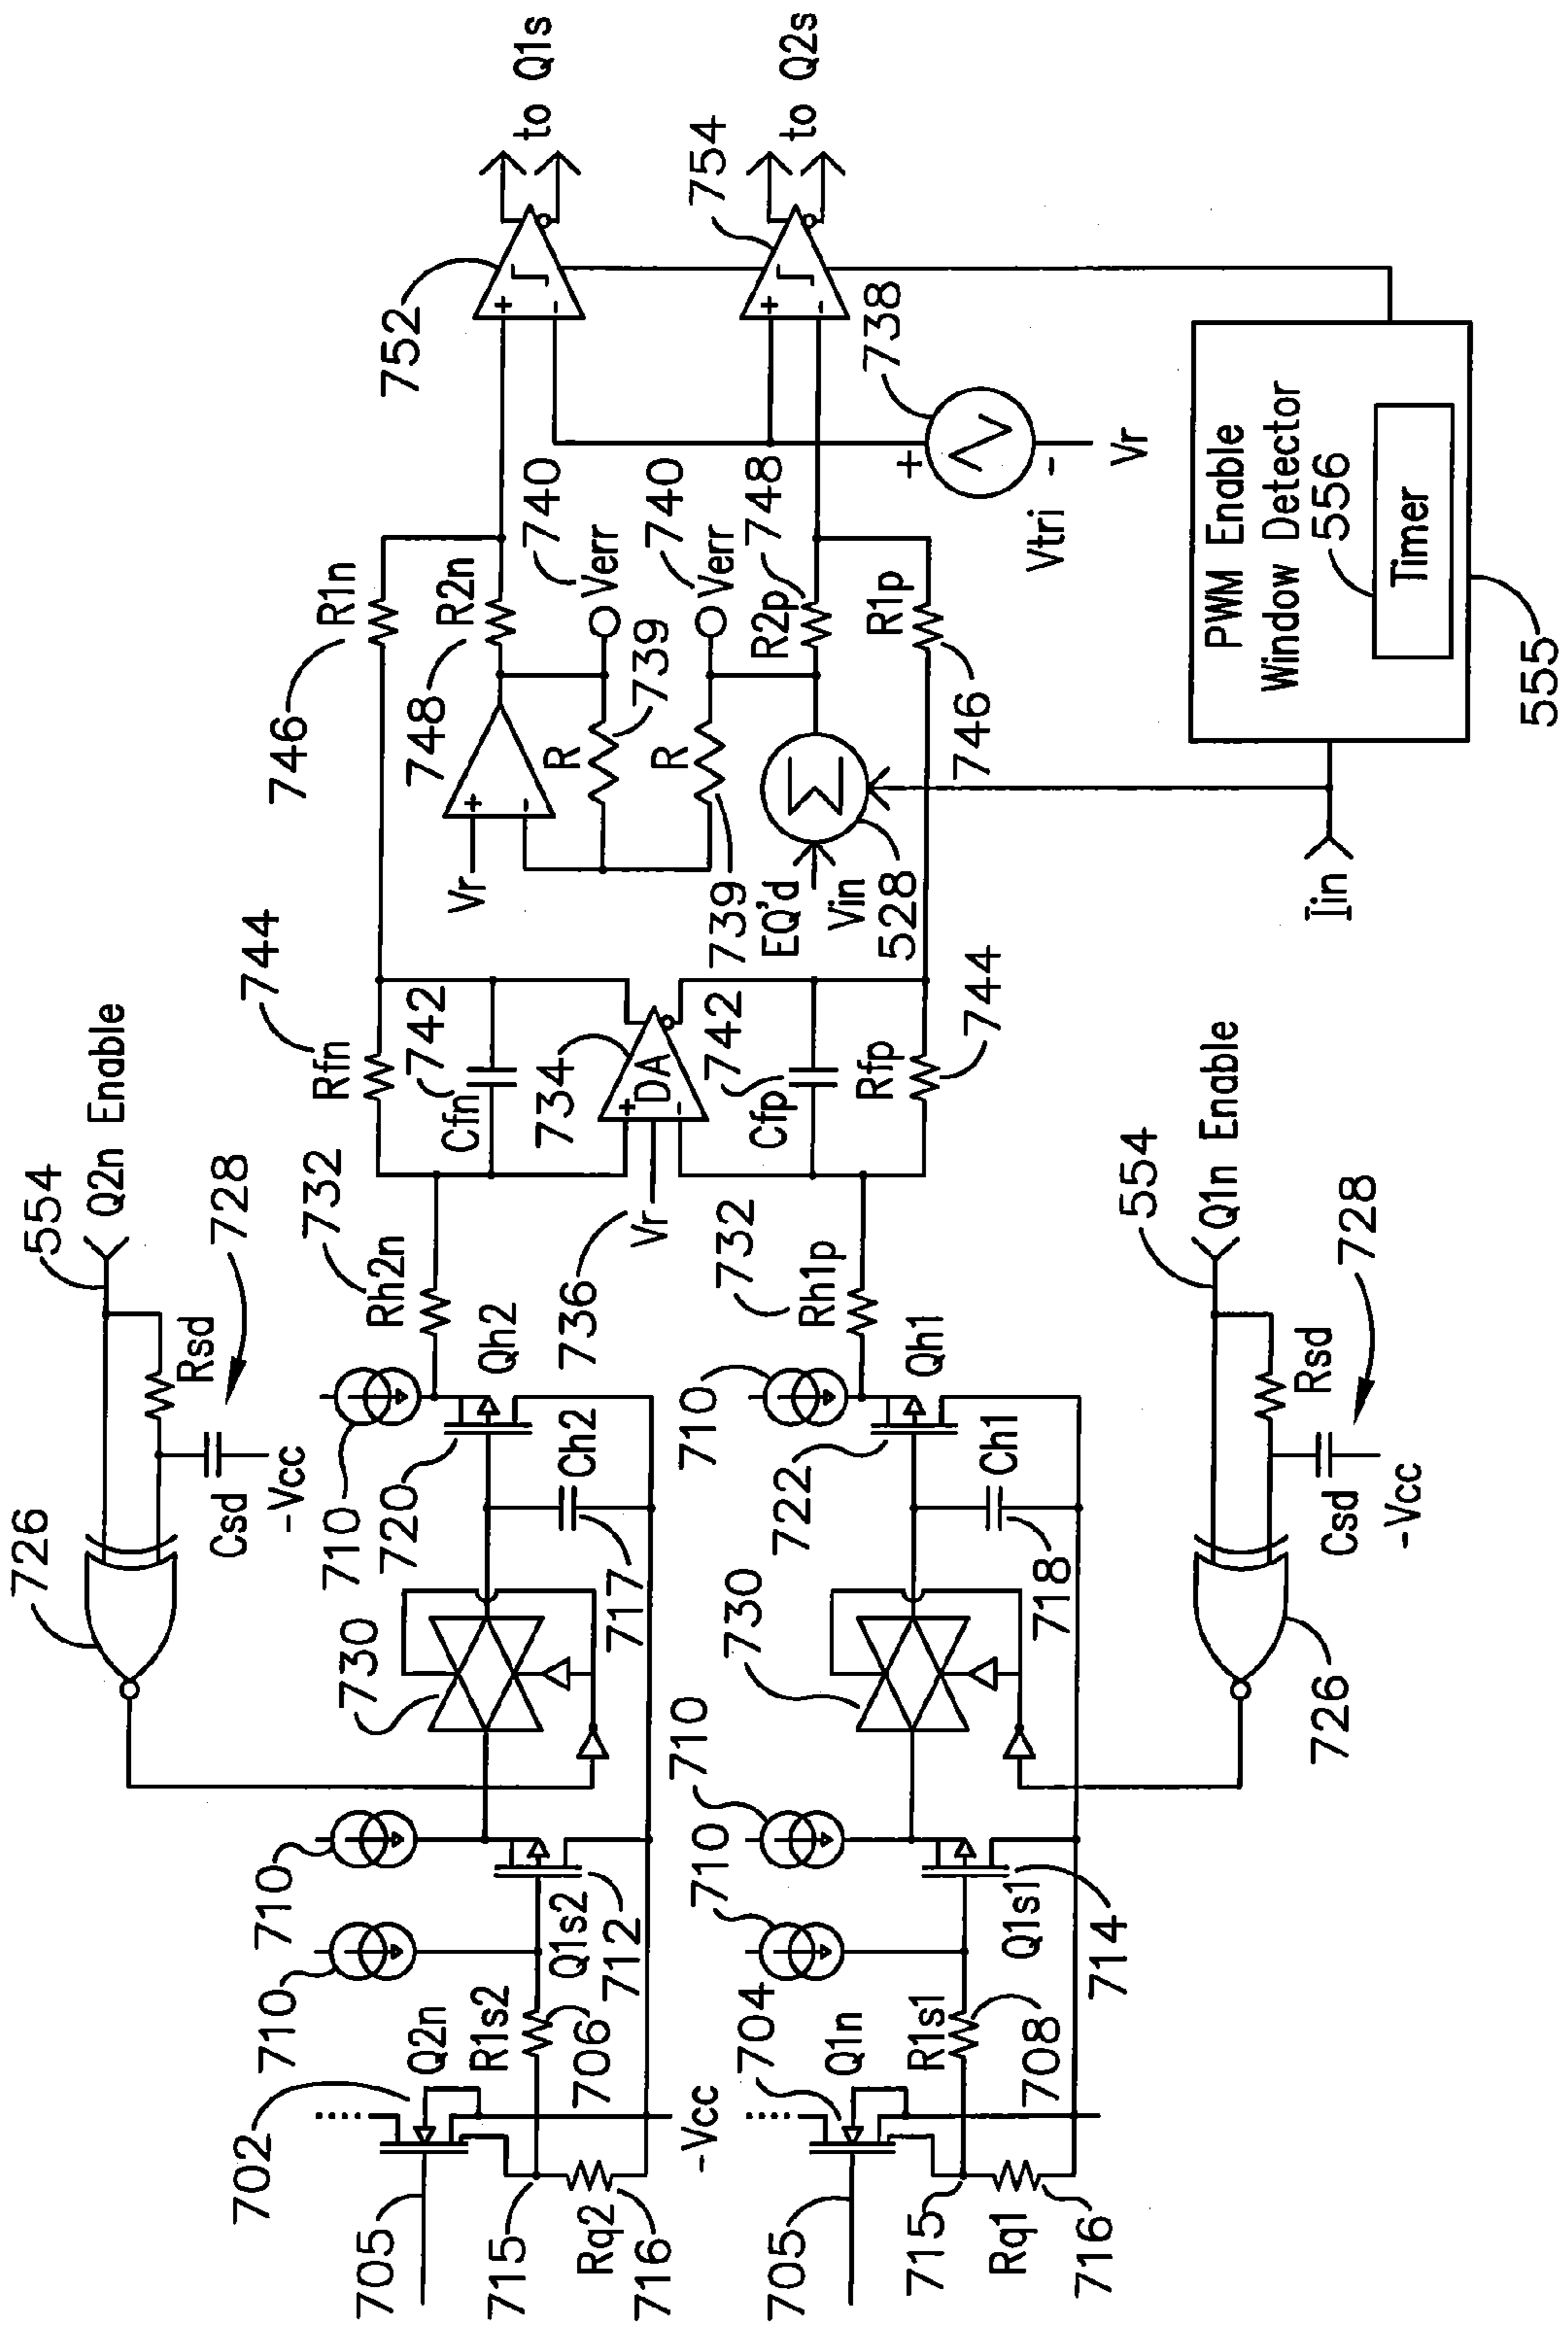 726
554
Q2n Enable
Rsd
728
Csd
-Vcc
702
710
710
744
746
732
Rfn
R1n
710
730
705
720
Rh2n
742
748
752
Q2n
Cfn
Vr
R2n
+
+
-
-
R1s2
Qh2
715
to Q1s
740
734
Q1s2
R
736
Ch2
706
Rq2
Verr
712
717
+
DA
-
Vr
739
716
740
R
710
-Vcc
710
710
742
Verr
754
710
704
730
732
739
Cfp
R2p
748
+
-
705
722
Rh1p
EQ'd
to Q2s
Q1n
Vin
Rfp
R1p
738
528
715
R1s1
Qh1
+
-
Vtri
Vr
744
746
Rq1
Q1s1
Ch1
708
718
716
714
554
Q1n Enable
PWM Enable
Window Detector
556
Timer
Rsd
Iin
726
Csd
728
-Vcc
555